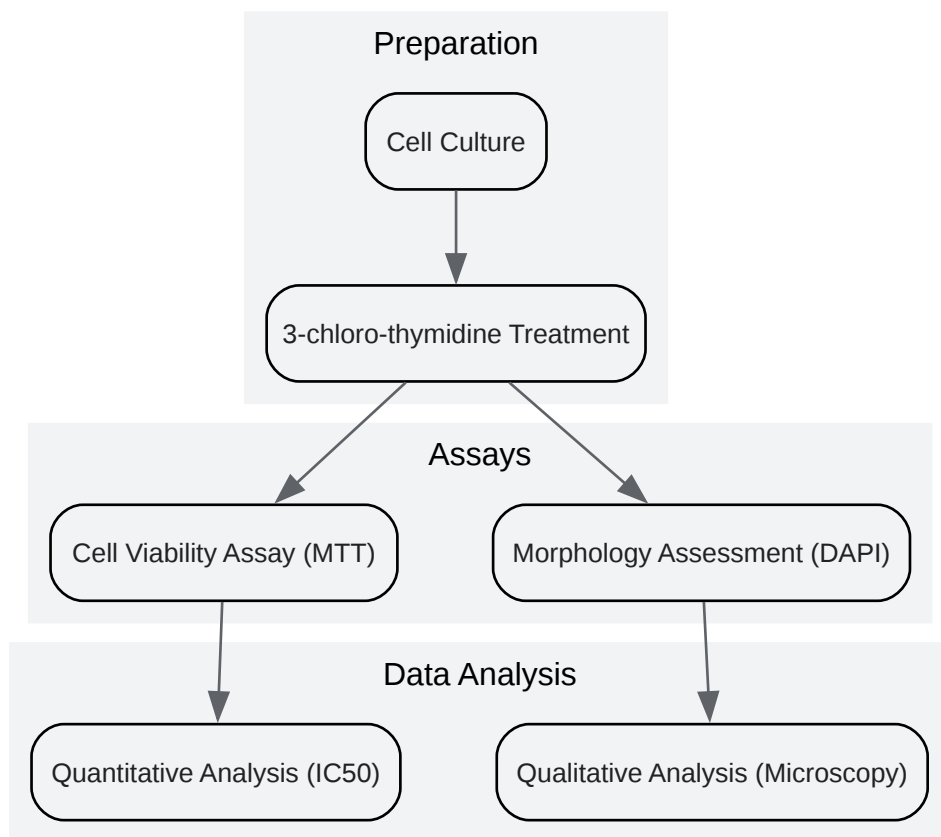 Preparation
Cell Culture
3-chloro-thymidine Treatment
Assays
Cell Viability Assay (MTT)
Morphology Assessment (DAPI)
Data Analysis
Quantitative Analysis (IC50)
Qualitative Analysis (Microscopy)